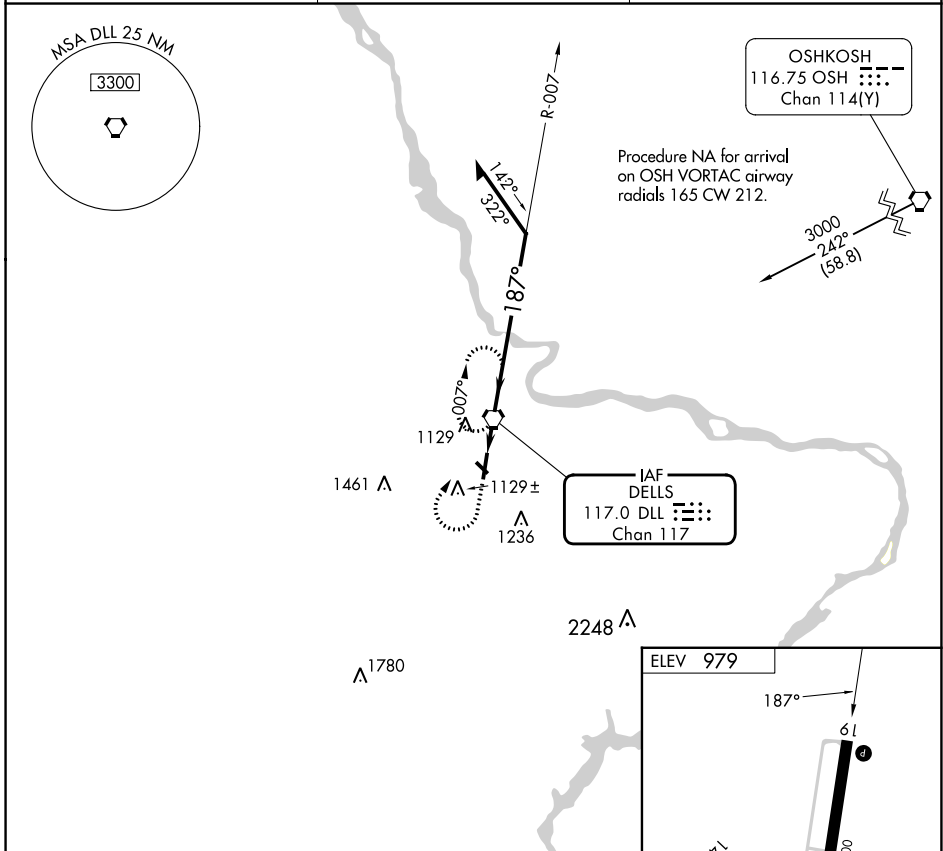 MSA DLL 25 NM
3300
R-007
OSHKOSH
116.75 OSH
Chan 114(Y)
Procedure NA for arrival
on OSH VORTAC airway
radials 165 CW 212.
142°
322°
3000
242°
(58.8)
187°
007°
1129
1461
1129±
1236
IAF
DELLS
117.0 DLL
Chan 117
2248
1780
ELEV 979
187°
19